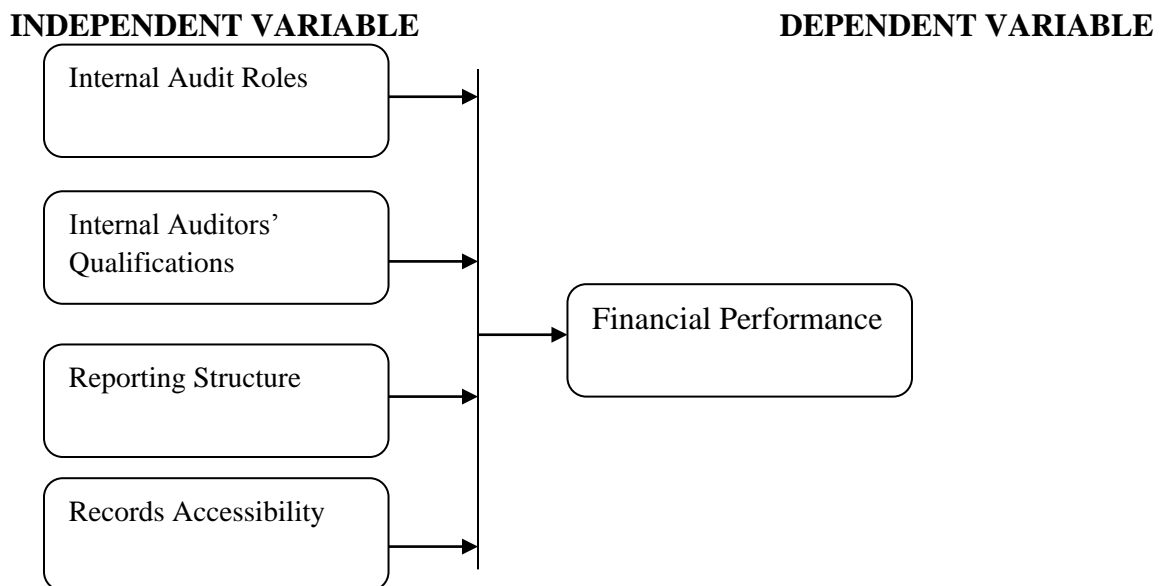 INDEPENDENT VARIABLE
DEPENDENT VARIABLE
Internal Audit Roles
Internal Auditors’
Qualifications
Financial Performance
Reporting Structure
Records Accessibility